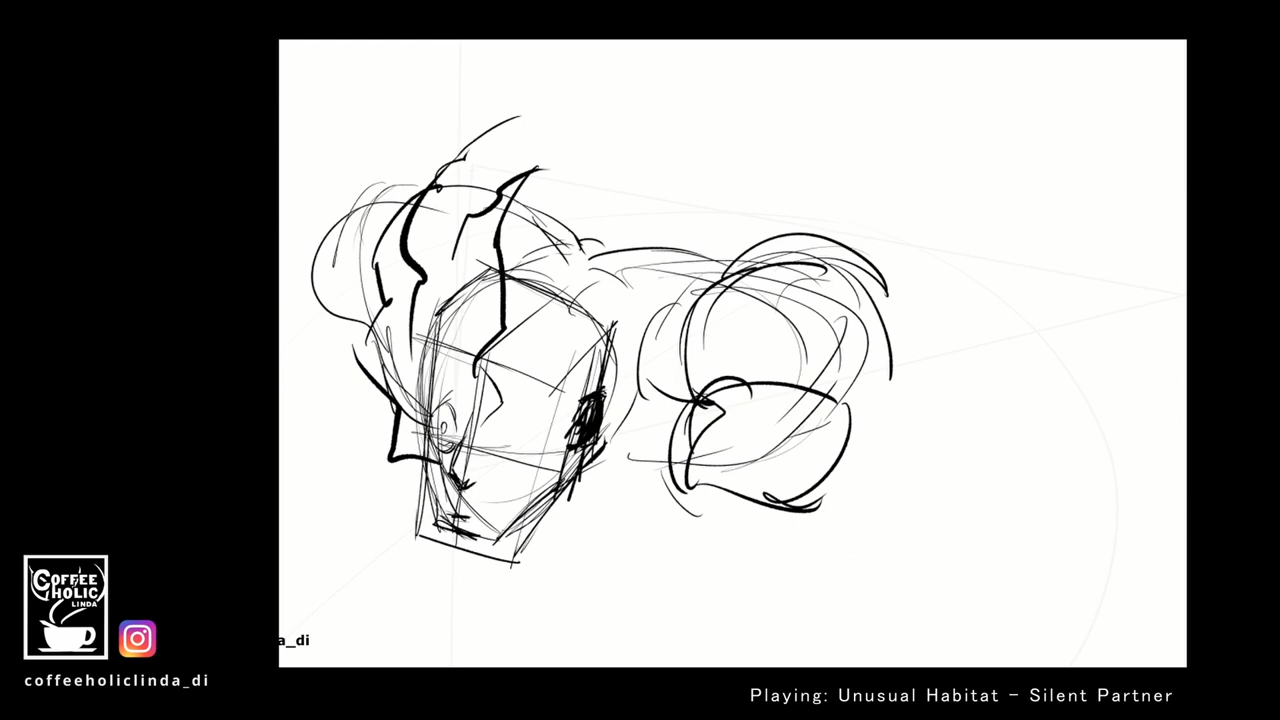 a_di
COFFEE
HOLIC
LINDA
coffeeholiclinda_di
Playing: Unusual Habitat – Silent Partner